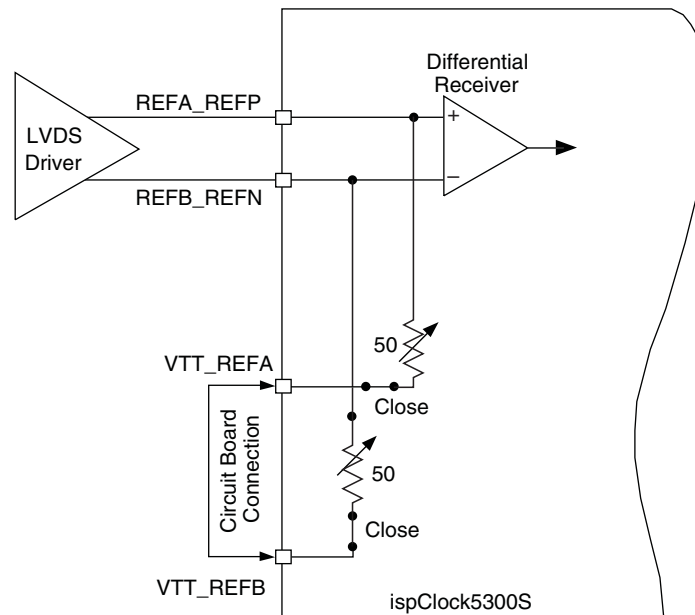 Differential
Receiver
REFA_REFP
+
LVDS
Driver
−
REFB_REFN
50
VTT_REFA
Close
Circuit Board
Connection
50
Close
VTT_REFB
ispClock5300S